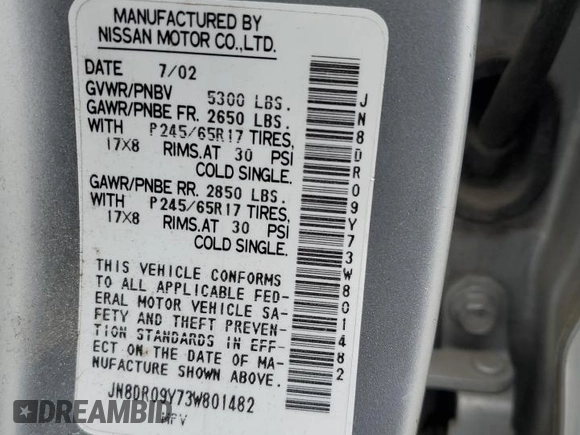 MANUFACTURED BY
NISSAN MOTOR CO.,LTD.
DATE 7/02
GVWR/PNBV 5300 LBS.
GAWR/PNBE FR. 2650 LBS.
WITH P245/65R17 TIRES,
17X8 RIMS.AT 30 PSI
COLD SINGLE.
GAWR/PNBE RR. 2850 LBS.
WITH P245/65R17 TIRES,
17X8 RIMS.AT 30 PSI
COLD SINGLE.
THIS VEHICLE CONFORMS
TO ALL APPLICABLE FED-
ERAL MOTOR VEHICLE SA-
FETY AND THEFT PREVEN-
TION STANDARDS IN EFF-
ECT ON THE DATE OF MA-
NUFACTURE SHOWN ABOVE.
JN8DR09Y73W801482
MPV
JN8DR09Y73W801482
DREAMBID